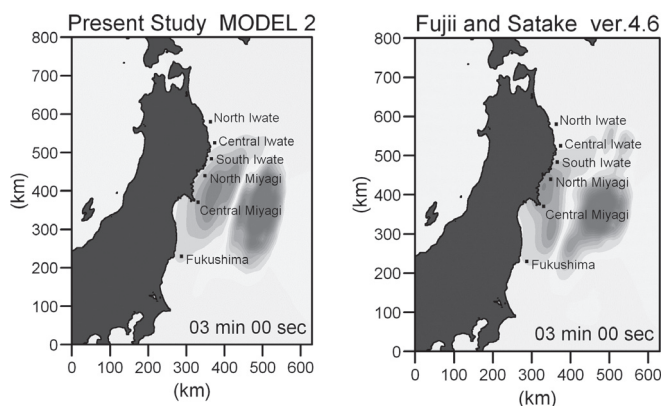 Present Study MODEL 2
800
700
600
500
400
300
200
100
0
(km)
North Iwate
Central Iwate
South Iwate
North Miyagi
Central Miyagi
Fukushima
03 min 00 sec
0 100 200 300 400 500 600
(km)
Fujii and Satake ver.4.6
800
700
600
500
400
300
200
100
0
(km)
North Iwate
Central Iwate
South Iwate
North Miyagi
Central Miyagi
Fukushima
03 min 00 sec
0 100 200 300 400 500 600
(km)